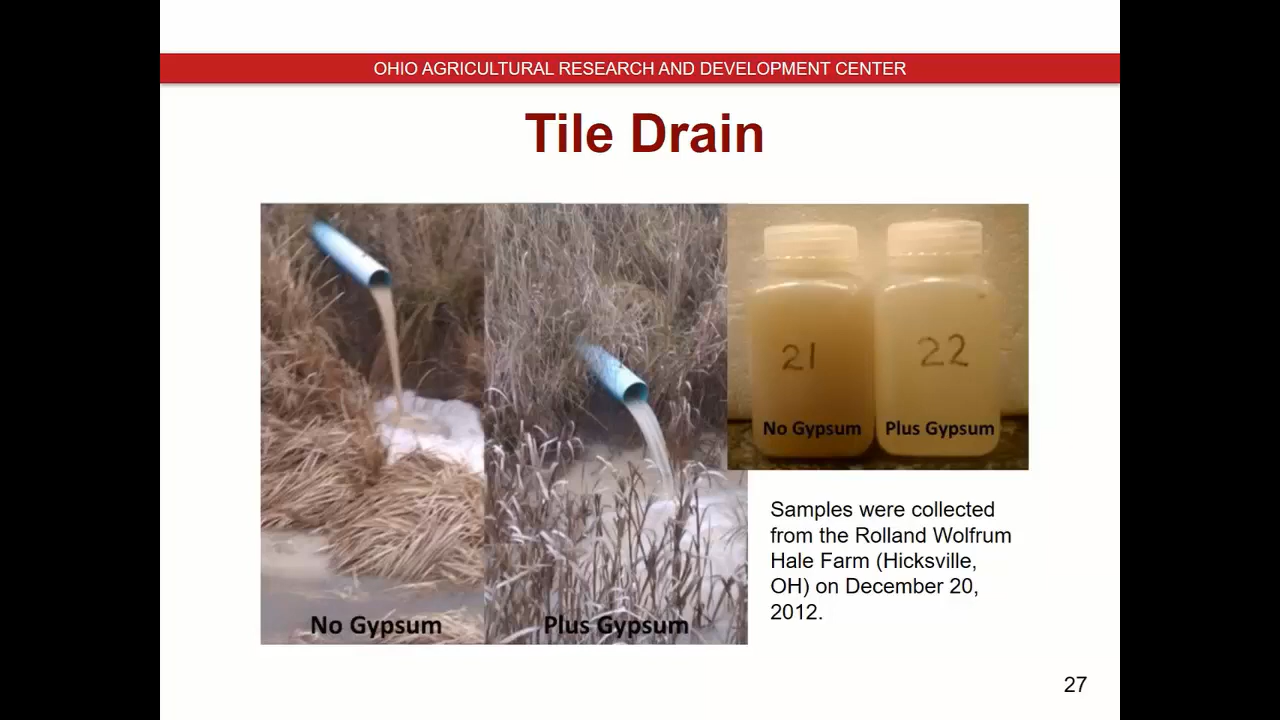 OHIO AGRICULTURAL RESEARCH AND DEVELOPMENT CENTER
Tile Drain
No Gypsum
Plus Gypsum
21
22
No Gypsum
Plus Gypsum
Samples were collected
from the Rolland Wolfrum
Hale Farm (Hicksville,
OH) on December 20,
2012.
27